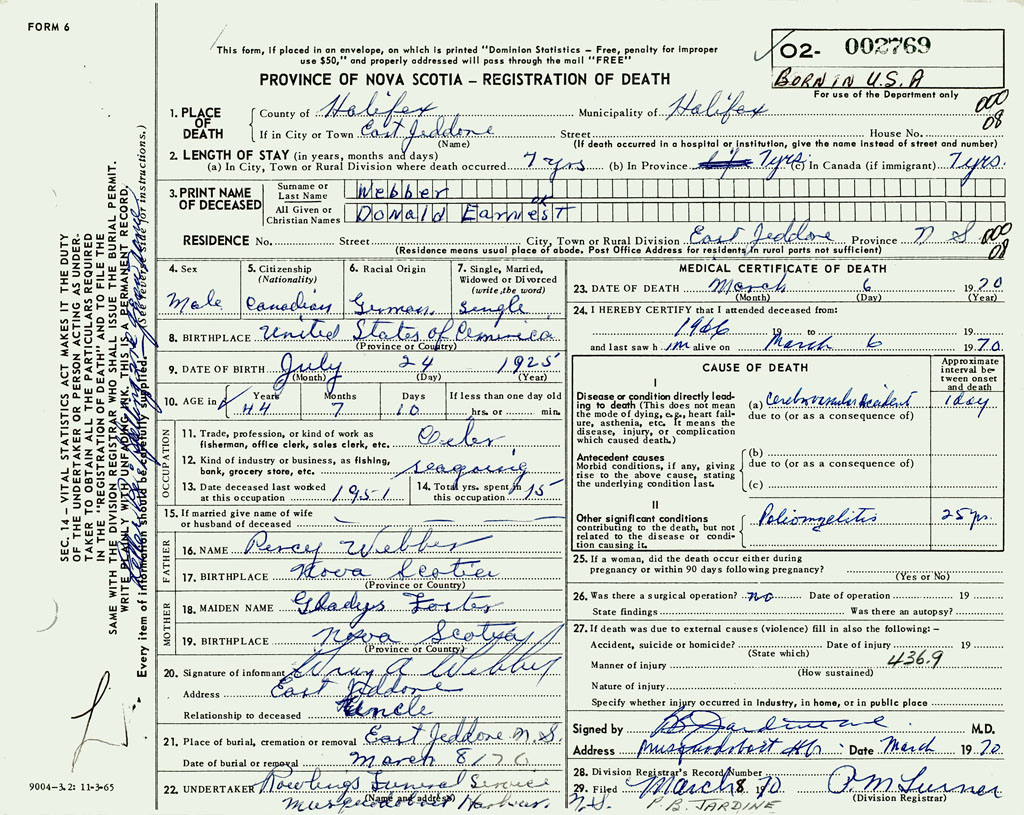 FORM 6
This form, if placed in an envelope, on which is printed "Dominion Statistics – Free, penalty for improper
use $50," and properly addressed will pass through the mail "FREE"
PROVINCE OF NOVA SCOTIA – REGISTRATION OF DEATH
02- 002769
BORN IN U.S.A
For use of the Department only
000
08
1. PLACE OF DEATH
County of Halifax Municipality of Halifax
If in City or Town East Jeddore Street House No.
(Name) (If death occurred in a hospital or institution, give the name instead of street and number)
2. LENGTH OF STAY (in years, months and days)
(a) In City, Town or Rural Division where death occurred 7 yrs (b) In Province 7 yrs. (c) in Canada (if immigrant) 7 yrs.
3. PRINT NAME OF DECEASED
Surname or Last Name Webber
All Given or Christian Names Donald Earnest
RESIDENCE No. Street City, Town or Rural Division East Jeddore Province N S
000
08
(Residence means usual place of abode. Post Office Address for residents in rural parts not sufficient)
4. Sex Male
5. Citizenship (Nationality) Canadian
6. Racial Origin German
7. Single, Married, Widowed or Divorced (write the word) Single
8. BIRTHPLACE United States of America
(Province or Country)
9. DATE OF BIRTH July 24 1925
(Month) (Day) (Year)
10. AGE in Years 44 Months 7 Days 10 If less than one day hrs. or min.
OCCUPATION
11. Trade, profession, or kind of work as fisherman, office clerk, sales clerk, etc. Oiler
12. Kind of industry or business, as fishing, bank, grocery store, etc. seagoing
13. Date deceased last worked at this occupation 1951
14. Total yrs. spent in this occupation 15
15. If married give name of wife or husband of deceased
FATHER
16. NAME Percy Webber
17. BIRTHPLACE Nova Scotia
(Province or Country)
MOTHER
18. MAIDEN NAME Gladys Foster
19. BIRTHPLACE Nova Scotia
(Province or Country)
20. Signature of informant A Webber
Address East Jeddore
Relationship to deceased Uncle
21. Place of burial, cremation or removal East Jeddore N.S.
Date of burial or removal March 8/70
22. UNDERTAKER Rowlings Funeral Service
(Name and address)
Musquodoboit Harbour N.S.
MEDICAL CERTIFICATE OF DEATH
23. DATE OF DEATH March 6 1970
(Month) (Day) (Year)
24. I HEREBY CERTIFY that I attended deceased from:
1966 19 to 19
and last saw him alive on March 6 1970.
CAUSE OF DEATH
Approximate interval between onset and death
I
Disease or condition directly leading to death (This does not mean the mode of dying, e.g., heart failure, asthenia, etc. It means the disease, injury, or complication which caused death.)
(a) Cerebrovascular accident 1 day
due to (or as a consequence of)
Antecedent causes
Morbid conditions, if any, giving rise to the above cause, stating the underlying condition last.
(b)
due to (or as a consequence of)
(c)
II
Other significant conditions contributing to the death, but not related to the disease or condition causing it.
Poliomyelitis 25 yrs.
25. If a woman, did the death occur either during pregnancy or within 90 days following pregnancy?
(Yes or No)
26. Was there a surgical operation? no Date of operation 19
State findings Was there an autopsy?
27. If death was due to external causes (violence) fill in also the following: –
Accident, suicide or homicide? Date of injury 19
(State which)
Manner of injury 436.9
(How sustained)
Nature of injury
Specify whether injury occurred in industry, in home, or in public place
Signed by P.B. Jardine M.D.
Address Musquodoboit Hbr. Date March 1970
28. Division Registrar's Record Number
29. Filed March 8 1970
(Division Registrar)
P.B. JARDINE
SEC. 14 – VITAL STATISTICS ACT MAKES IT THE DUTY
OF THE UNDERTAKER OR PERSON ACTING AS UNDER-
TAKER TO OBTAIN ALL THE PARTICULARS REQUIRED
IN THE "REGISTRATION OF DEATH" AND TO FILE THE
SAME WITH THE DIVISION REGISTRAR WHO SHALL ISSUE THE BURIAL PERMIT.
WRITE PLAINLY WITH UNFADING INK. THIS IS A PERMANENT RECORD.
Every item of information should be carefully supplied. (See reverse side for instructions.)
9004-3.2: 11-3-65